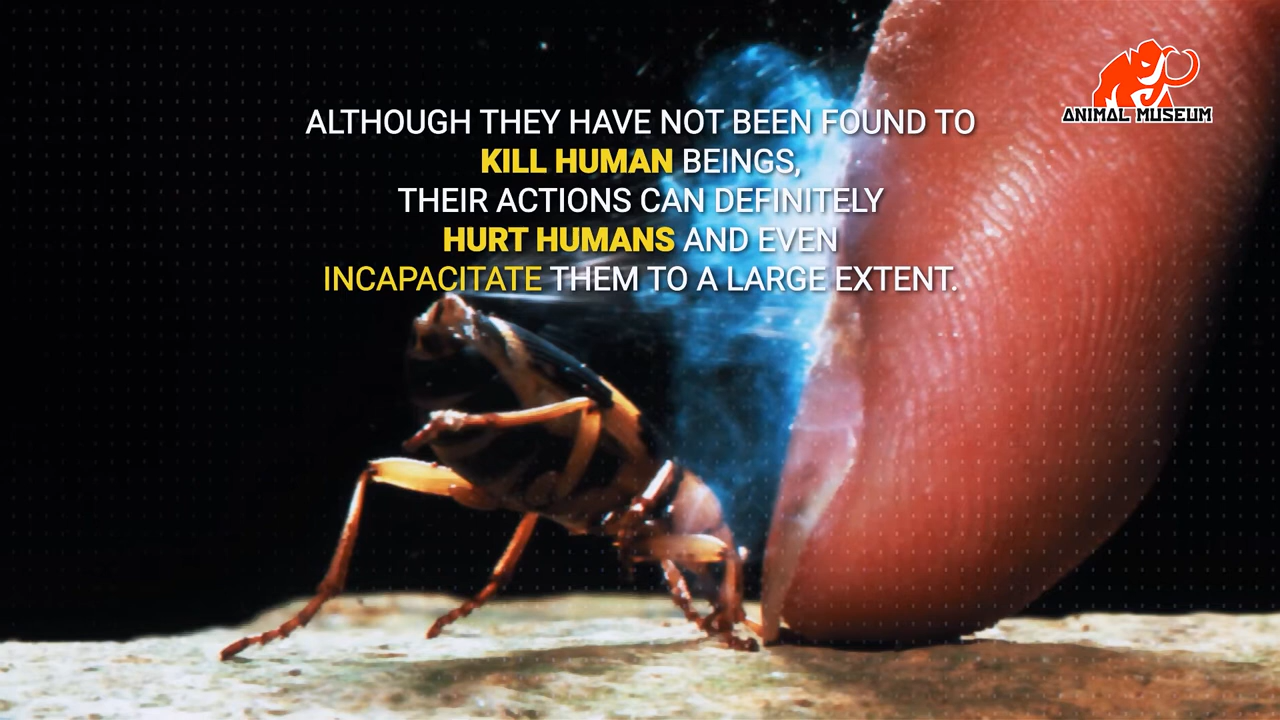 ANIMAL MUSEUM
ALTHOUGH THEY HAVE NOT BEEN FOUND TO
KILL HUMAN BEINGS,
THEIR ACTIONS CAN DEFINITELY
HURT HUMANS AND EVEN
INCAPACITATE THEM TO A LARGE EXTENT.